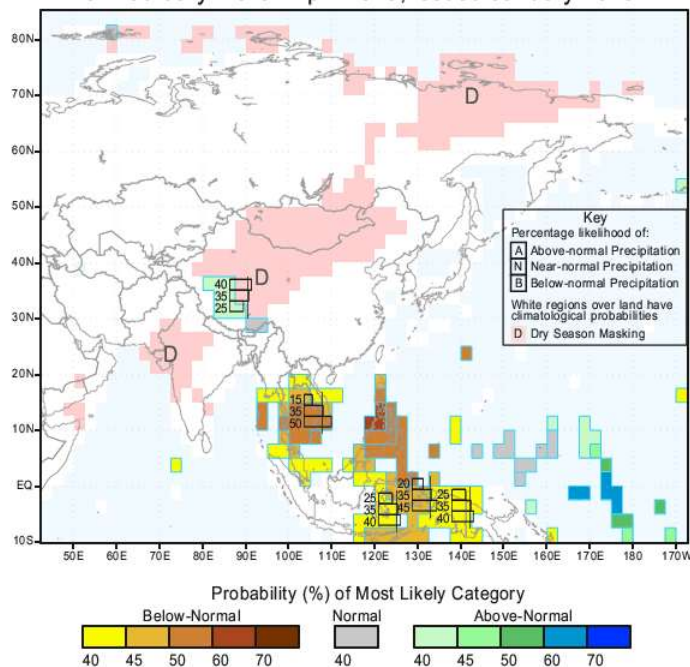 80N
70N
60N
50N
40N
30N
20N
10N
EQ
10S
50E
60E
70E
80E
90E
100E
110E
120E
130E
140E
150E
160E
170E
180E
170W
D
D
D
40
35
25
15
35
50
25
35
40
20
35
45
25
35
40
Key
Percentage likelihood of:
A Above-normal Precipitation
N Near-normal Precipitation
B Below-normal Precipitation
White regions over land have
climatological probabilities
D Dry Season Masking
Probability (%) of Most Likely Category
Below-Normal Normal Above-Normal
40 45 50 60 70 40 40 45 50 60 70